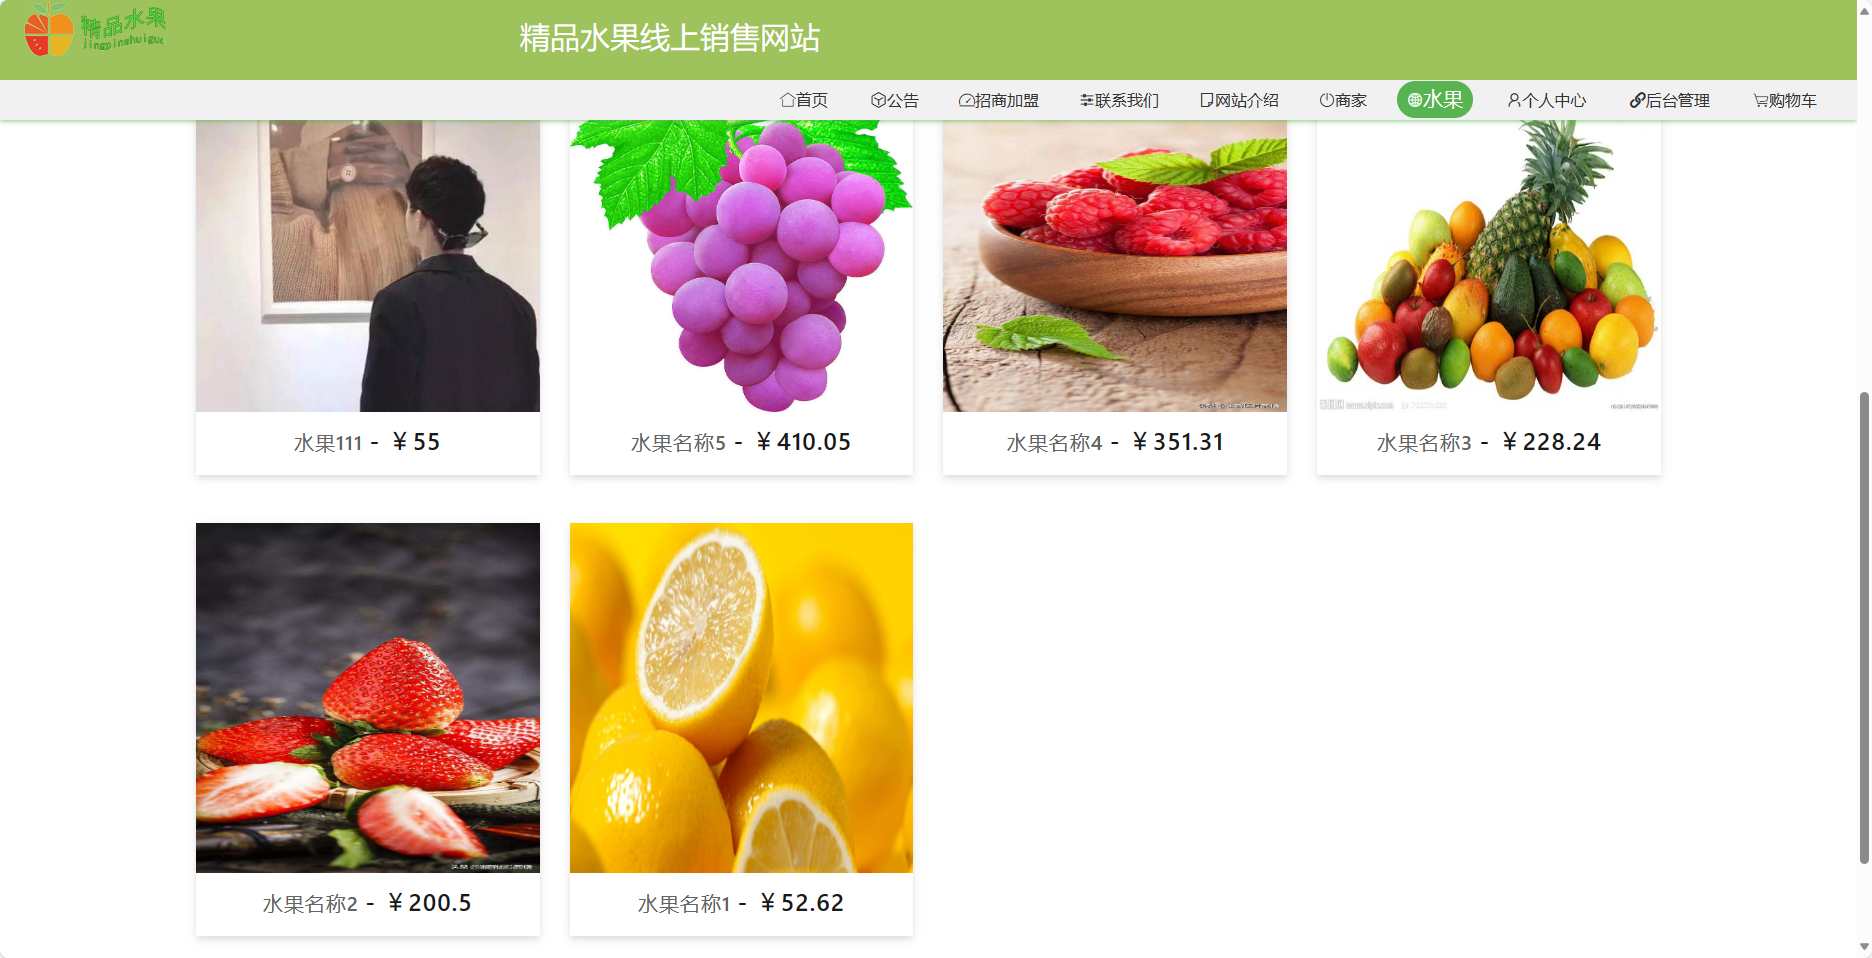 精品水果
jingpinshuiguo
精品水果线上销售网站
首页 公告 招商加盟 联系我们 网站介绍 商家 水果 个人中心 后台管理 购物车
水果111 - ￥55
水果名称5 - ￥410.05
水果名称4 - ￥351.31
水果名称3 - ￥228.24
水果名称2 - ￥200.5
水果名称1 - ￥52.62